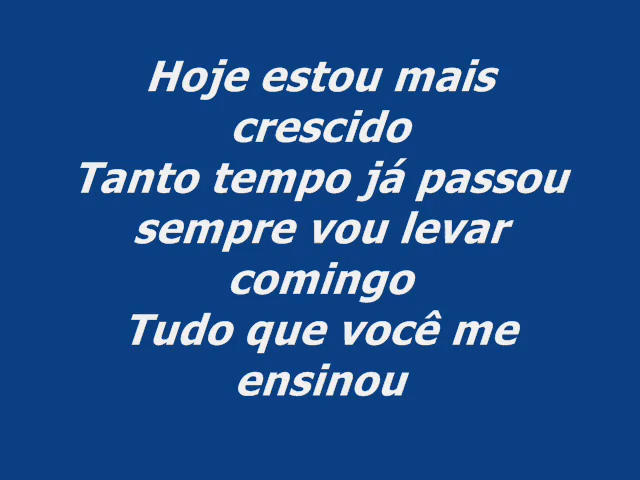 Hoje estou mais
crescido
Tanto tempo já passou
sempre vou levar
comingo
Tudo que você me
ensinou